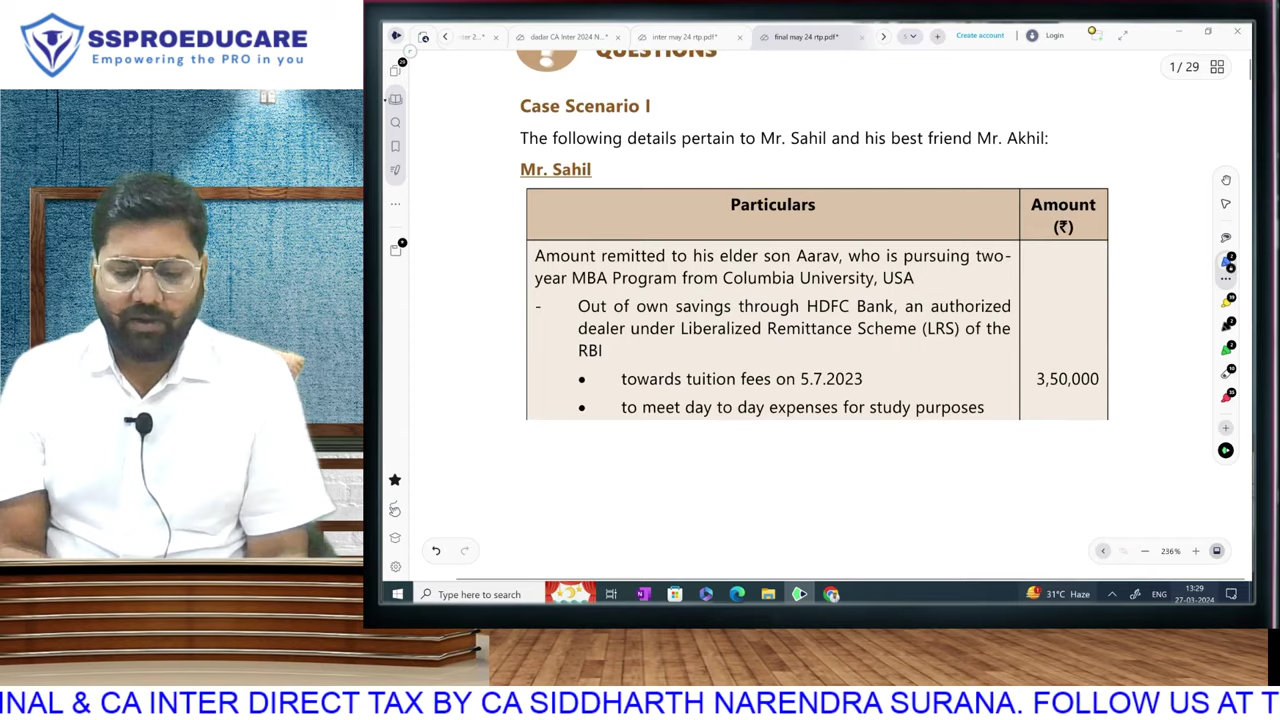 SSPROEDUCARE
Empowering the PRO in you
dadar CA Inter 2024 N...*
inter may 24 rtp.pdf*
final may 24 rtp.pdf*
Create account
Login
QUESTIONS
1 / 29
Case Scenario I
The following details pertain to Mr. Sahil and his best friend Mr. Akhil:
Mr. Sahil
Particulars
Amount
(₹)
Amount remitted to his elder son Aarav, who is pursuing two-
year MBA Program from Columbia University, USA
- Out of own savings through HDFC Bank, an authorized
dealer under Liberalized Remittance Scheme (LRS) of the
RBI
• towards tuition fees on 5.7.2023 3,50,000
• to meet day to day expenses for study purposes
236%
Type here to search
31°C Haze
ENG
13:29
27-03-2024
INAL & CA INTER DIRECT TAX BY CA SIDDHARTH NARENDRA SURANA. FOLLOW US AT T